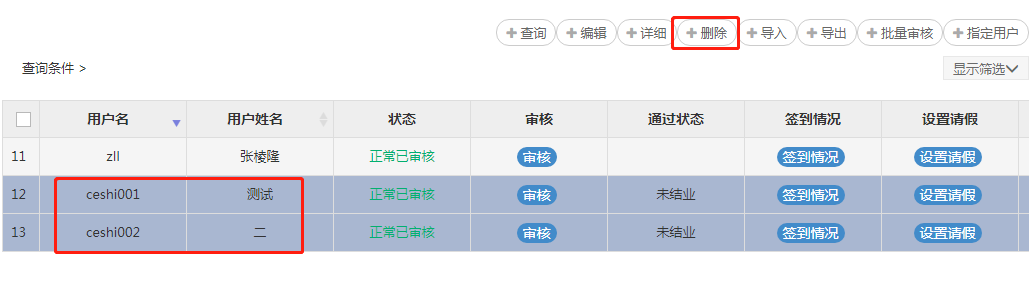 查询 编辑 详细 删除 导入 导出 批量审核 指定用户
查询条件 > 显示筛选
用户名 用户姓名 状态 审核 通过状态 签到情况 设置请假
11 zll 张棱隆 正常已审核 审核 签到情况 设置请假
12 ceshi001 测试 正常已审核 审核 未结业 签到情况 设置请假
13 ceshi002 二 正常已审核 审核 未结业 签到情况 设置请假